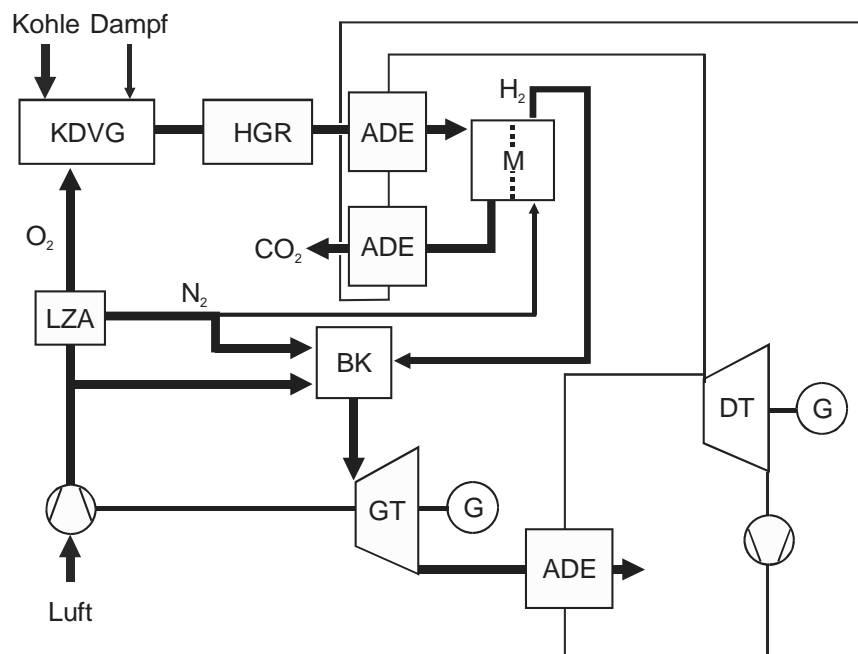 Kohle Dampf
KDVG
HGR
ADE
H₂
M
O₂
CO₂
ADE
LZA
N₂
BK
DT
G
GT
G
ADE
Luft